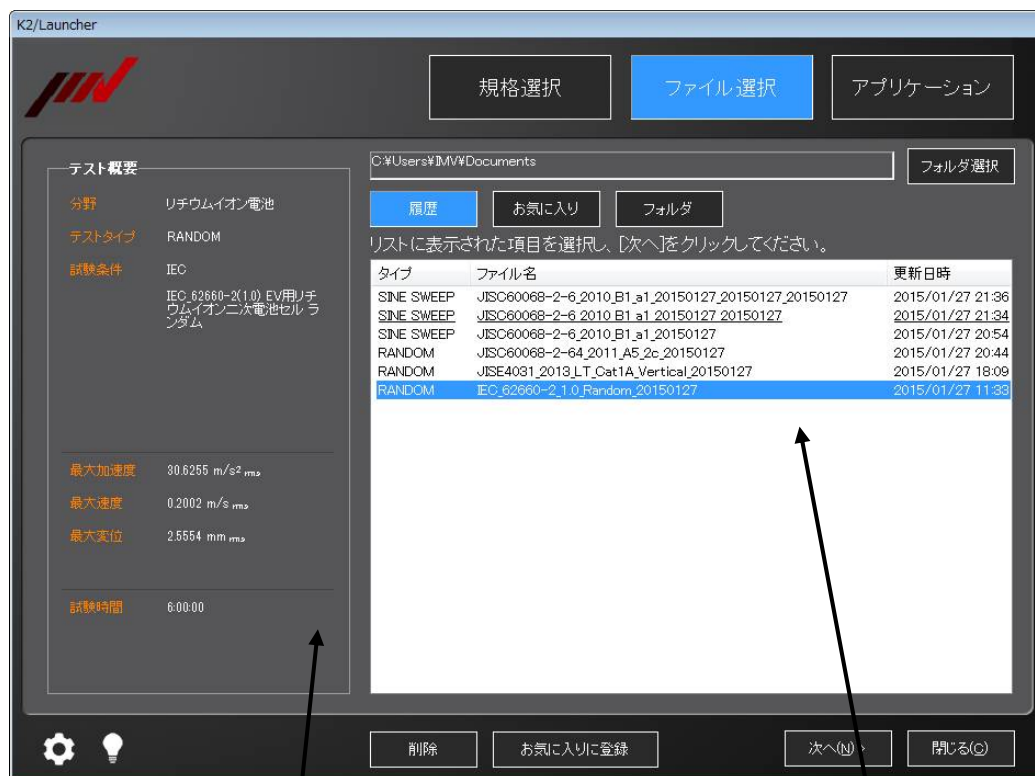 K2/Launcher
IMV
規格選択
ファイル選択
アプリケーション
テスト概要
分野 リチウムイオン電池
テストタイプ RANDOM
試験条件 IEC
IEC_62660-2(1.0) EV用リチ
ウムイオン二次電池セル ラ
ンダム
最大加速度 30.6255 m/s² rms
最大速度 0.2002 m/s rms
最大変位 2.5554 mm rms
試験時間 6:00:00
C:¥Users¥IMV¥Documents
フォルダ選択
履歴
お気に入り
フォルダ
リストに表示された項目を選択し、[次へ]をクリックしてください。
タイプ ファイル名 更新日時
SINE SWEEP JISC60068-2-6_2010_B1_a1_20150127_20150127_20150127 2015/01/27 21:36
SINE SWEEP JISC60068-2-6_2010_B1_a1_20150127_20150127 2015/01/27 21:34
SINE SWEEP JISC60068-2-6_2010_B1_a1_20150127 2015/01/27 20:54
RANDOM JISC60068-2-64_2011_A5_2c_20150127 2015/01/27 20:44
RANDOM JISE4031_2013_LT_Cat1A_Vertical_20150127 2015/01/27 18:09
RANDOM IEC_62660-2_1.0_Random_20150127 2015/01/27 11:33
削除
お気に入りに登録
次へ(N) >
閉じる(C)